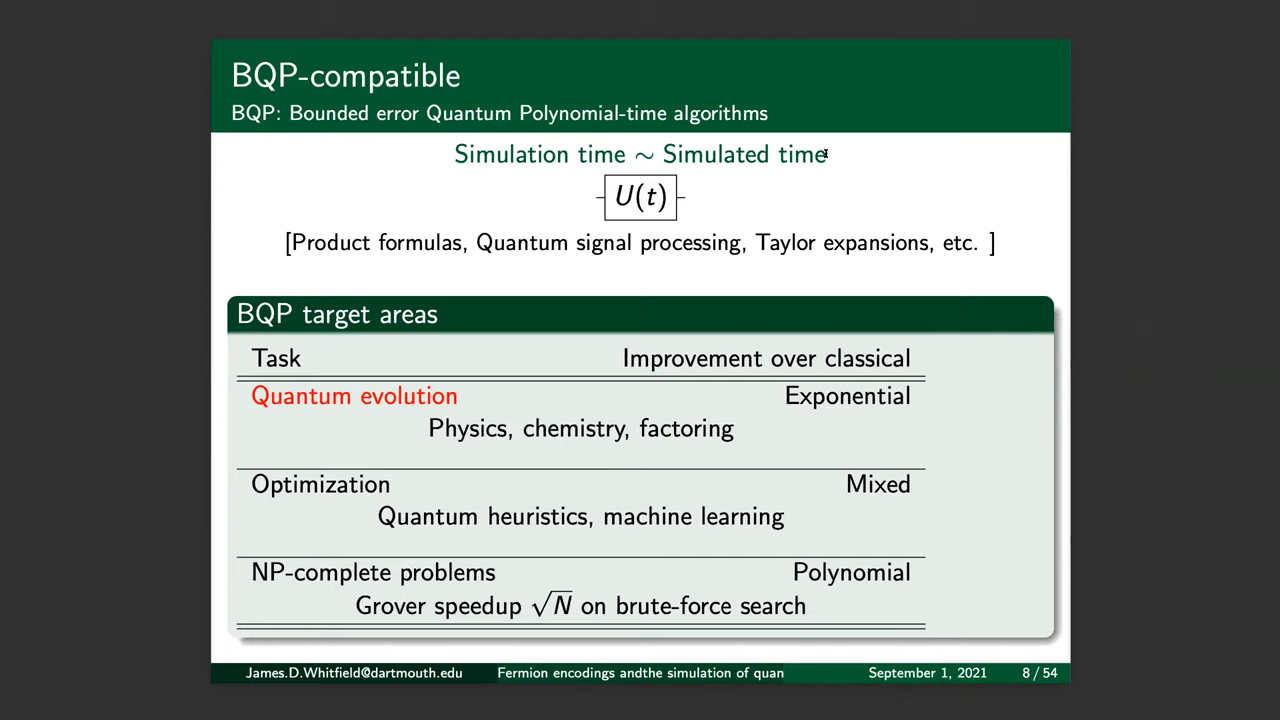 BQP-compatible
BQP: Bounded error Quantum Polynomial-time algorithms
Simulation time ∼ Simulated time
U(t)
[Product formulas, Quantum signal processing, Taylor expansions, etc. ]
BQP target areas
Task Improvement over classical
Quantum evolution Exponential
Physics, chemistry, factoring
Optimization Mixed
Quantum heuristics, machine learning
NP-complete problems Polynomial
Grover speedup √N on brute-force search
James.D.Whitfield@dartmouth.edu Fermion encodings andthe simulation of quan September 1, 2021 8 / 54